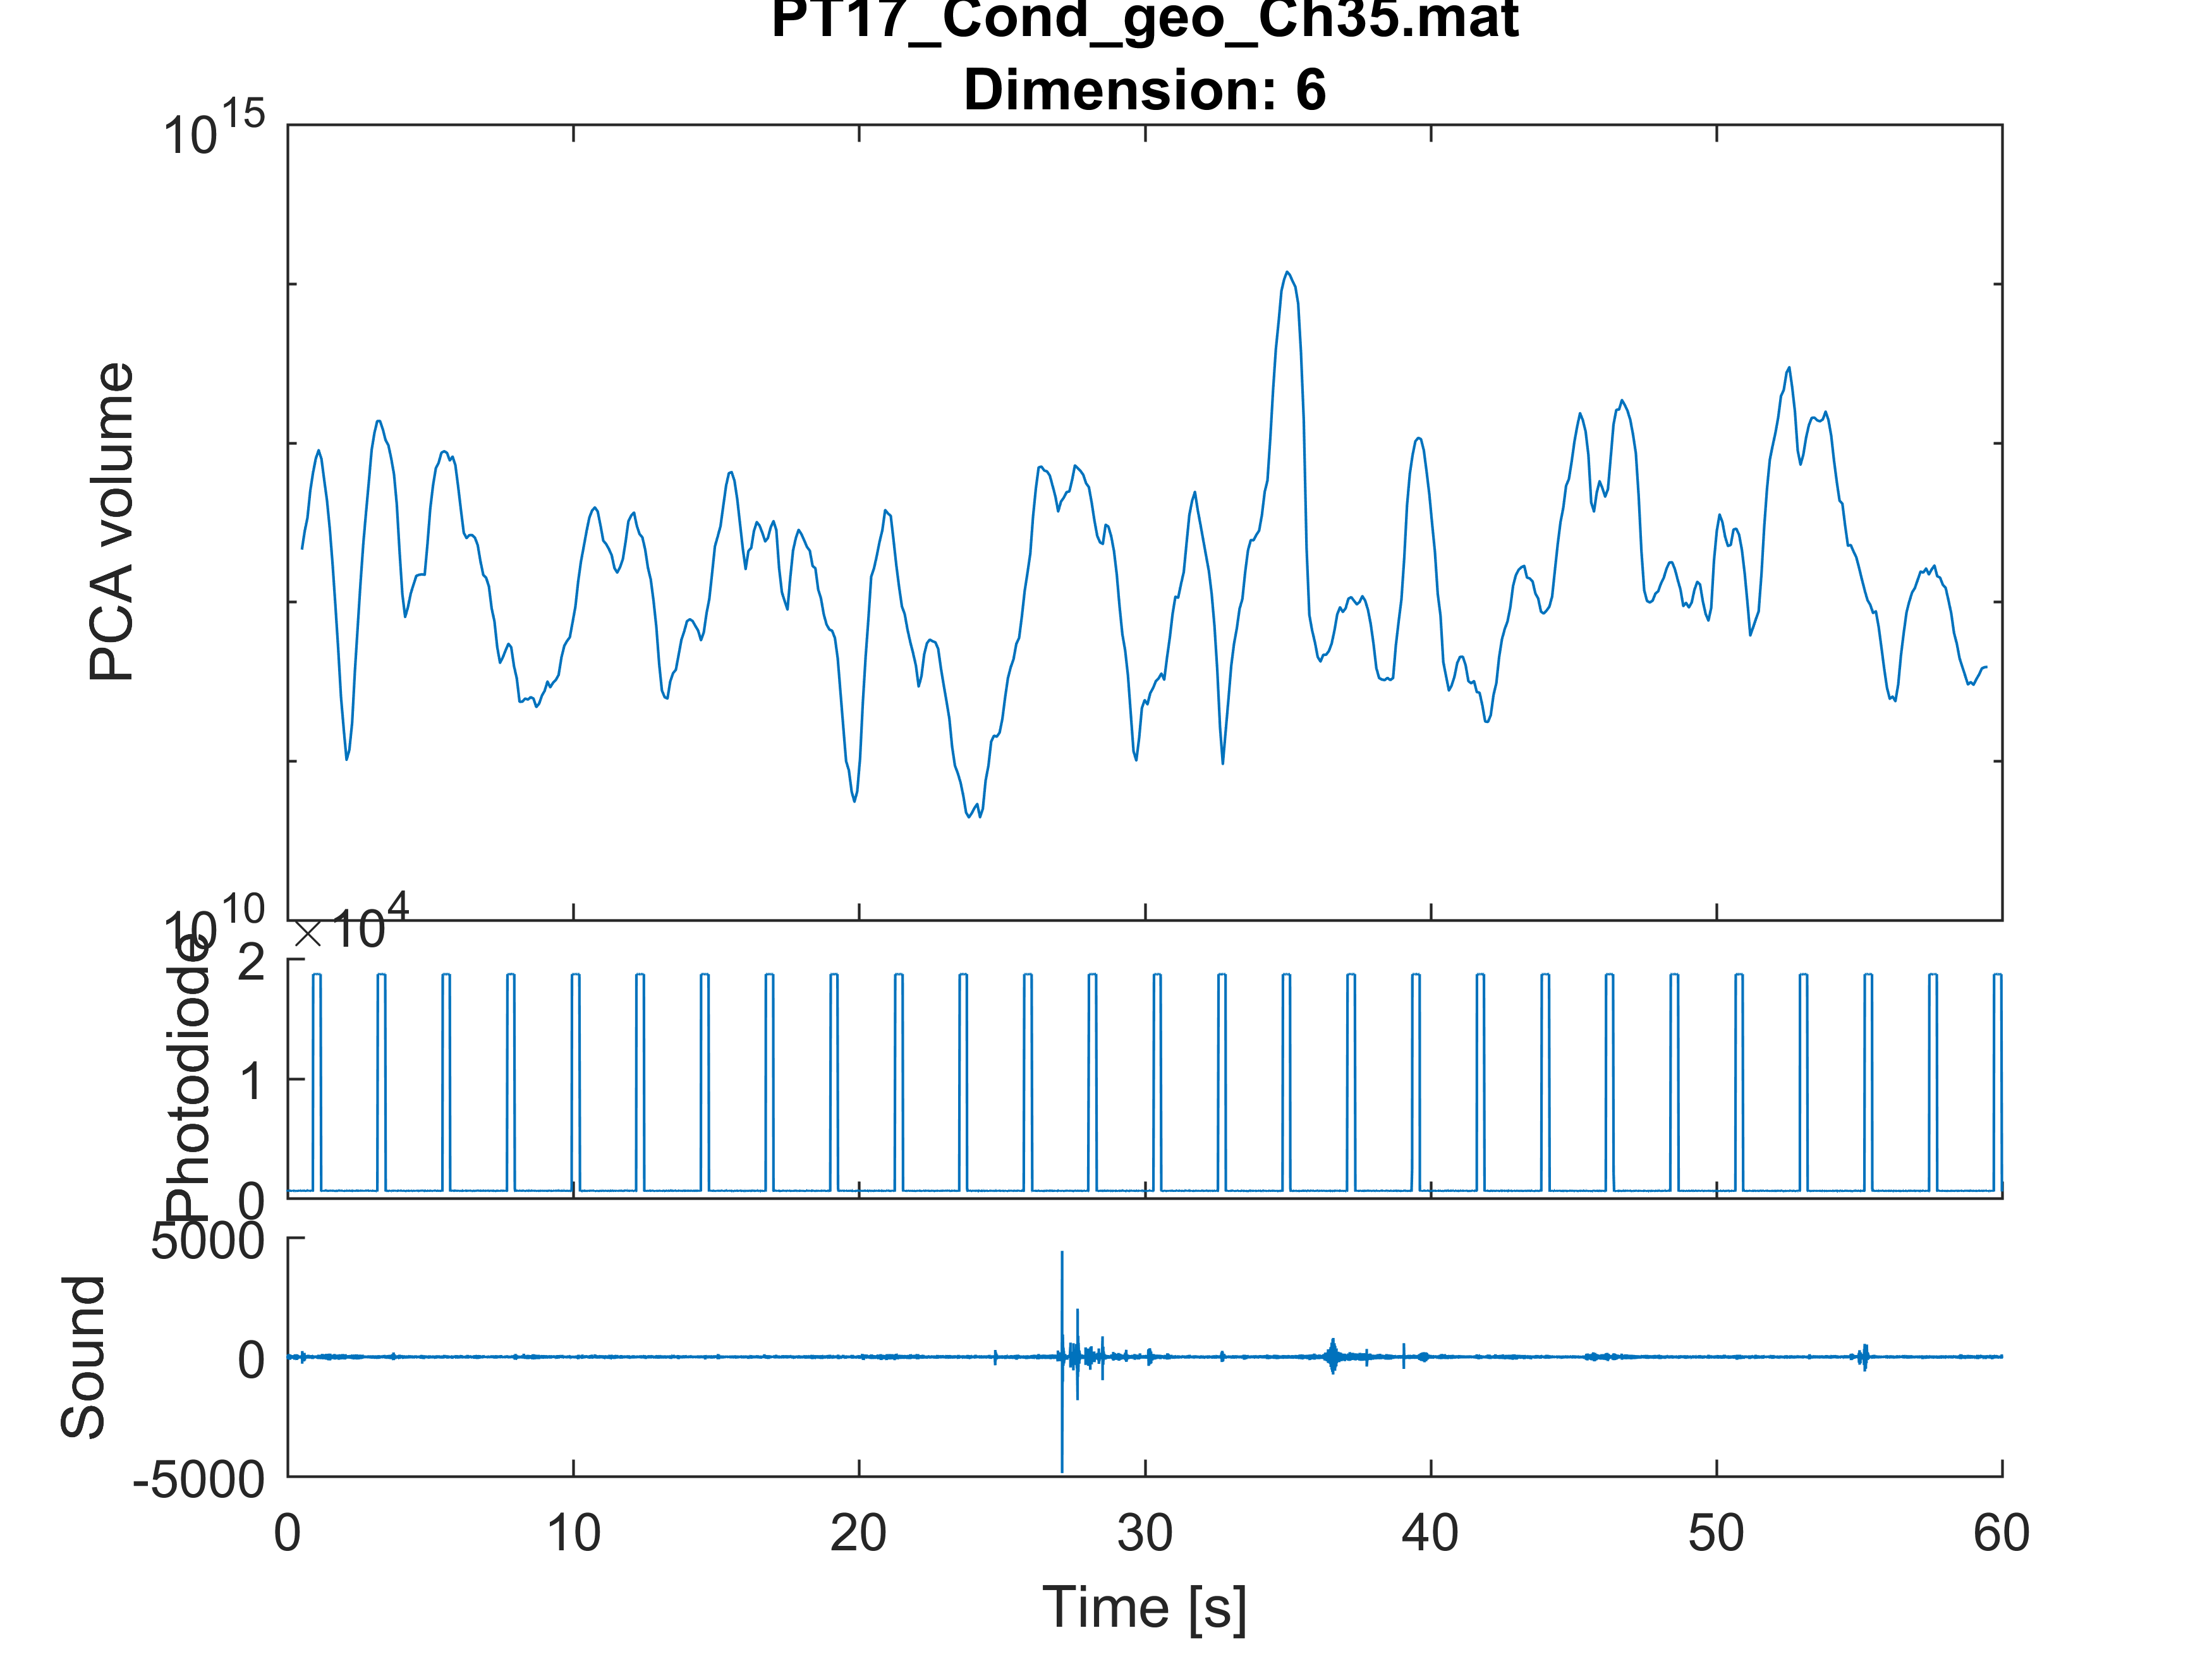 PT17_Cond_geo_Ch35.mat
Dimension: 6
10^15
PCA volume
10^10
× 10^4
2
1
0
Photodiode
5000
0
-5000
Sound
0 10 20 30 40 50 60
Time [s]